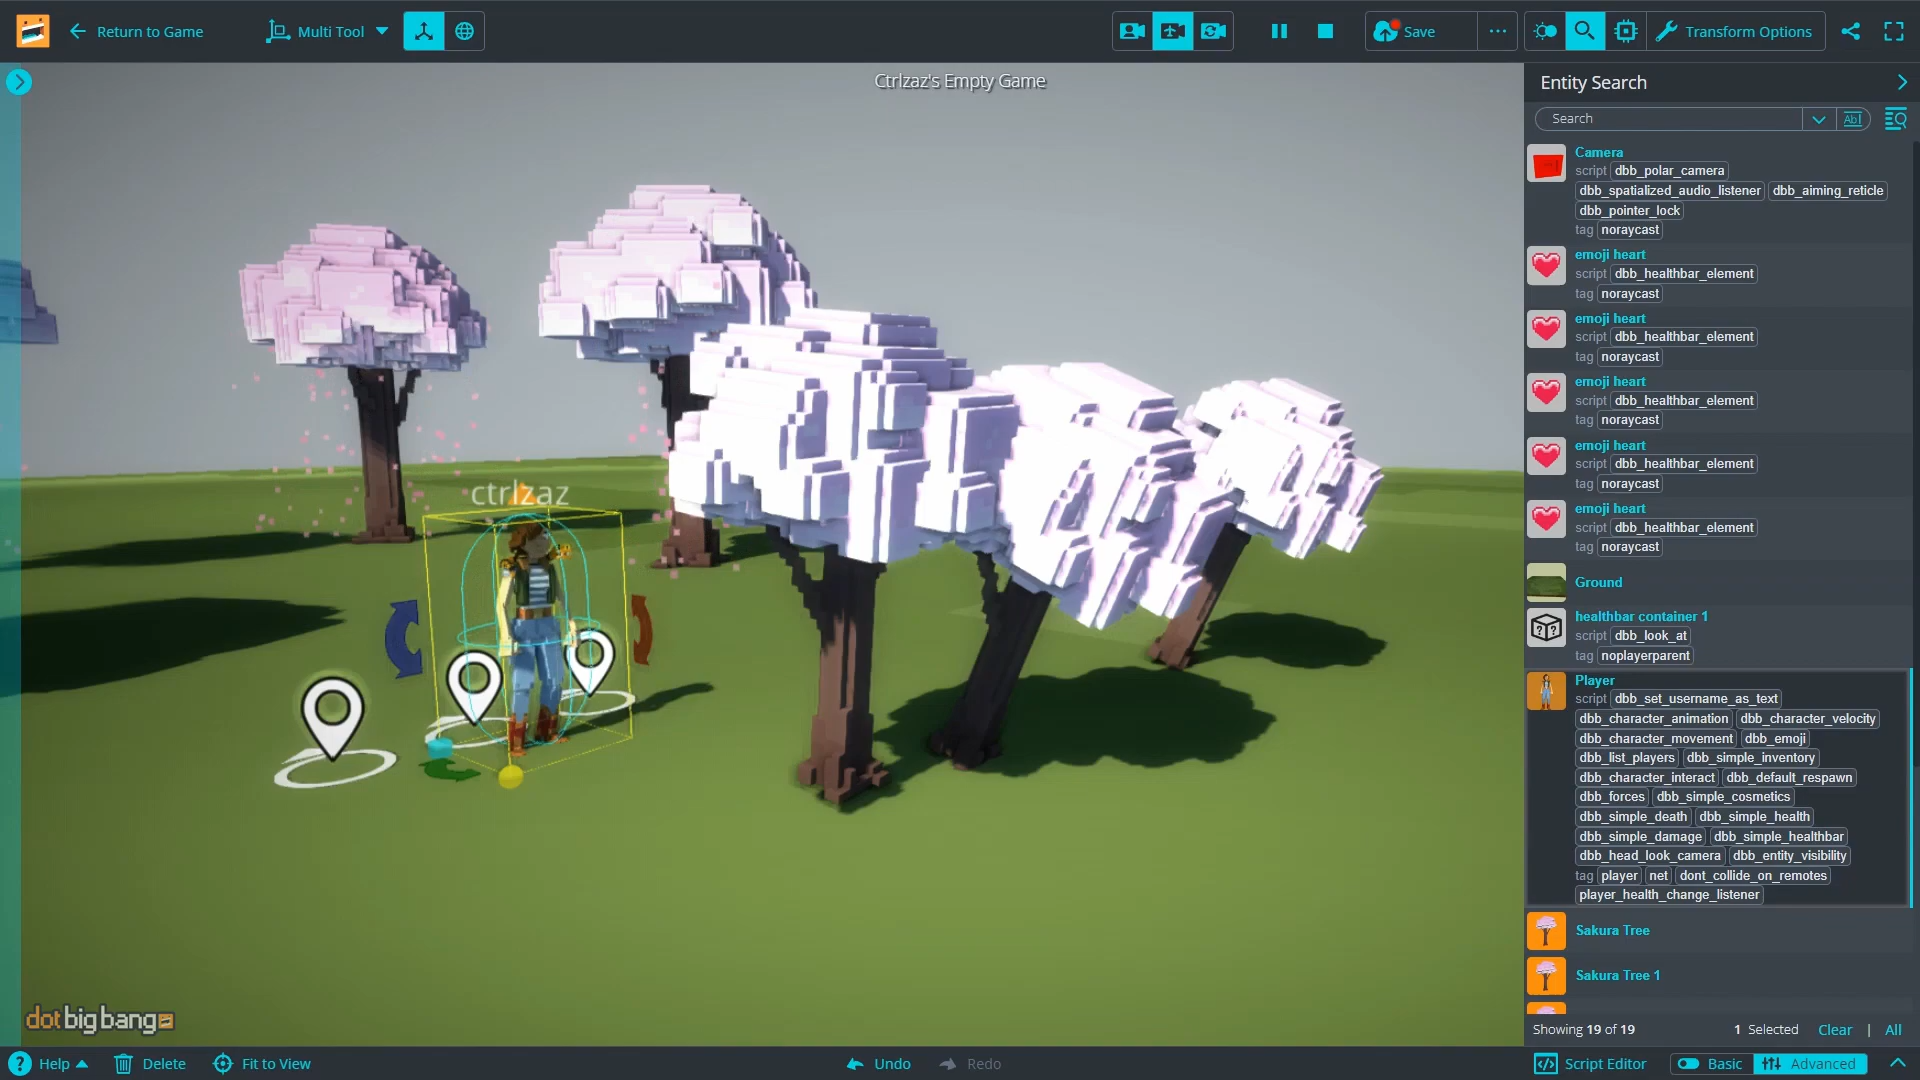 Return to Game
Multi Tool
Save
Transform Options
Ctrlzaz's Empty Game
Entity Search
Search
Abl
Camera
script dbb_polar_camera
dbb_spatialized_audio_listener dbb_aiming_reticle
dbb_pointer_lock
tag noraycast
emoji heart
script dbb_healthbar_element
tag noraycast
emoji heart
script dbb_healthbar_element
tag noraycast
emoji heart
script dbb_healthbar_element
tag noraycast
emoji heart
script dbb_healthbar_element
tag noraycast
emoji heart
script dbb_healthbar_element
tag noraycast
Ground
healthbar container 1
script dbb_look_at
tag noplayerparent
Player
script dbb_set_username_as_text
dbb_character_animation dbb_character_velocity
dbb_character_movement dbb_emoji
dbb_list_players dbb_simple_inventory
dbb_character_interact dbb_default_respawn
dbb_forces dbb_simple_cosmetics
dbb_simple_death dbb_simple_health
dbb_simple_damage dbb_simple_healthbar
dbb_head_look_camera dbb_entity_visibility
tag player net dont_collide_on_remotes
player_health_change_listener
Sakura Tree
Sakura Tree 1
Showing 19 of 19 1 Selected Clear | All
ctrlzaz
dot big bang
? Help Delete Fit to View
Undo Redo
Script Editor Basic Advanced